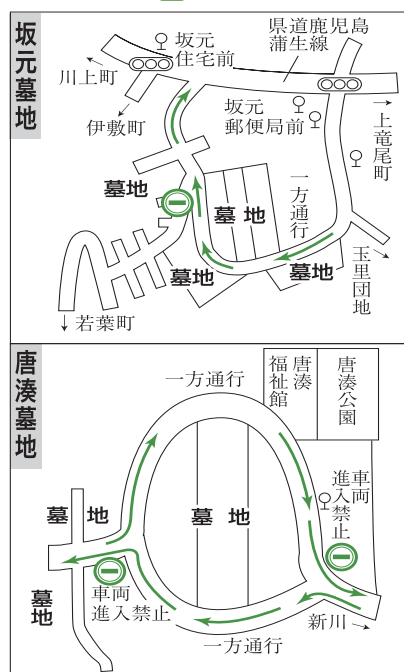 坂元墓地
坂元
住宅前
県道鹿児島
蒲生線
川上町
伊敷町
坂元
郵便局前
上竜尾町
墓地
墓地
一方通行
墓地
墓地
玉里団地
若葉町
唐湊墓地
一方通行
唐湊
福祉館
唐湊公園
車両
進入禁止
墓地
墓地
墓地
車両
進入禁止
新川
一方通行